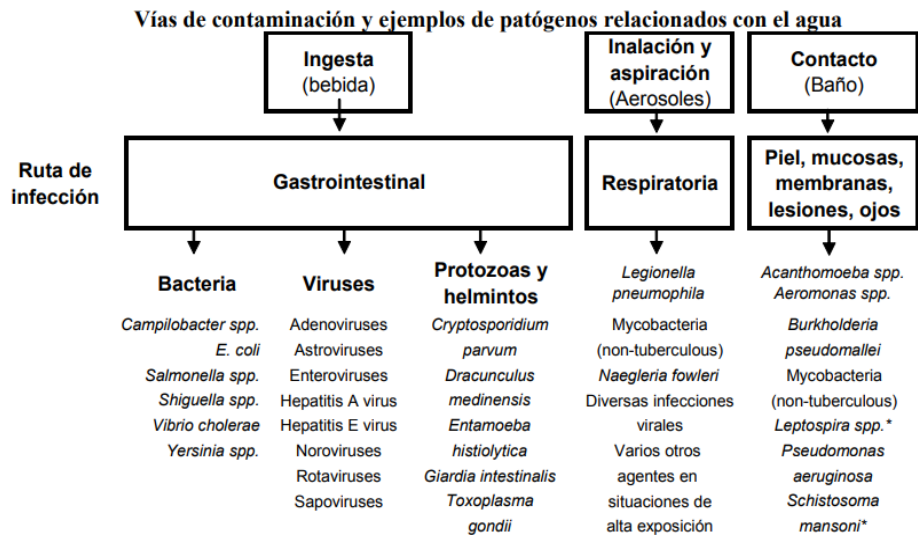 Vías de contaminación y ejemplos de patógenos relacionados con el agua
Ingesta
(bebida)
Inalación y
aspiración
(Aerosoles)
Contacto
(Baño)
Ruta de
infección
Gastrointestinal
Respiratoria
Piel, mucosas,
membranas,
lesiones, ojos
Bacteria
Campilobacter spp.
E. coli
Salmonella spp.
Shiguella spp.
Vibrio cholerae
Yersinia spp.
Viruses
Adenoviruses
Astroviruses
Enteroviruses
Hepatitis A virus
Hepatitis E virus
Noroviruses
Rotaviruses
Sapoviruses
Protozoas y
helmintos
Cryptosporidium
parvum
Dracunculus
medinensis
Entamoeba
histiolytica
Giardia intestinalis
Toxoplasma
gondii
Legionella
pneumophila
Mycobacteria
(non-tuberculous)
Naegleria fowleri
Diversas infecciones
virales
Varios otros
agentes en
situaciones de
alta exposición
Acanthomoeba spp.
Aeromonas spp.
Burkholderia
pseudomallei
Mycobacteria
(non-tuberculous)
Leptospira spp.*
Pseudomonas
aeruginosa
Schistosoma
mansoni*